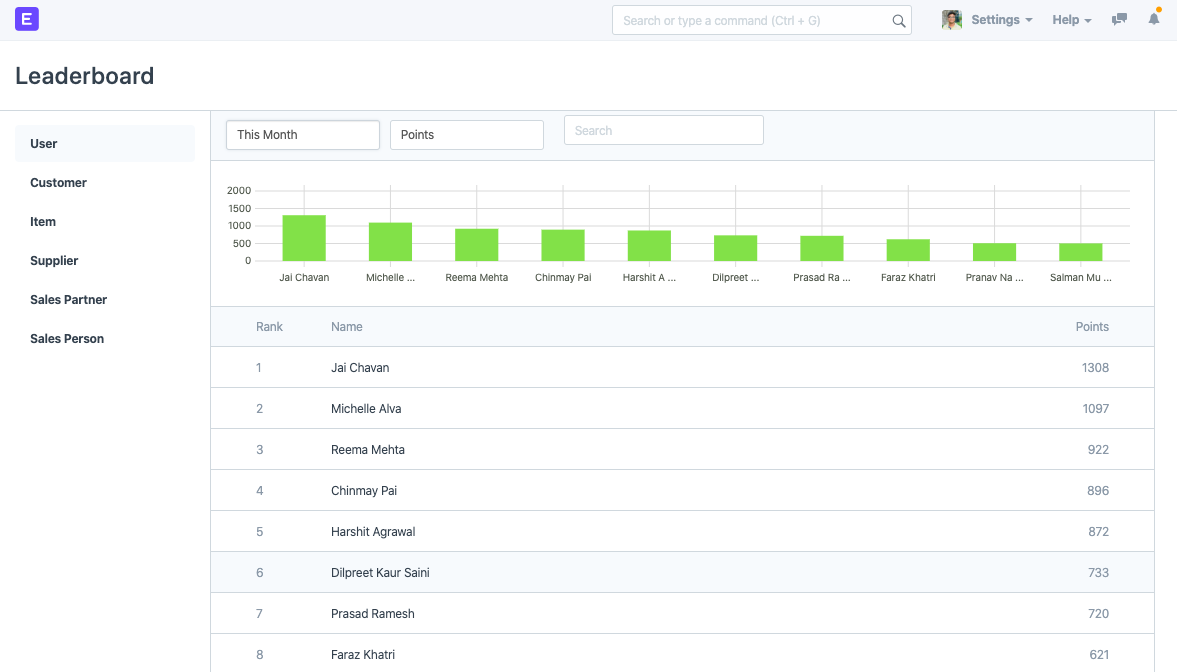 E
Search or type a command (Ctrl + G)
Settings
Help
Leaderboard
User
Customer
Item
Supplier
Sales Partner
Sales Person
This Month
Points
Search
2000
1500
1000
500
0
Jai Chavan
Michelle ...
Reema Mehta
Chinmay Pai
Harshit A ...
Dilpreet ...
Prasad Ra ...
Faraz Khatri
Pranav Na ...
Salman Mu ...
Rank Name Points
1 Jai Chavan 1308
2 Michelle Alva 1097
3 Reema Mehta 922
4 Chinmay Pai 896
5 Harshit Agrawal 872
6 Dilpreet Kaur Saini 733
7 Prasad Ramesh 720
8 Faraz Khatri 621